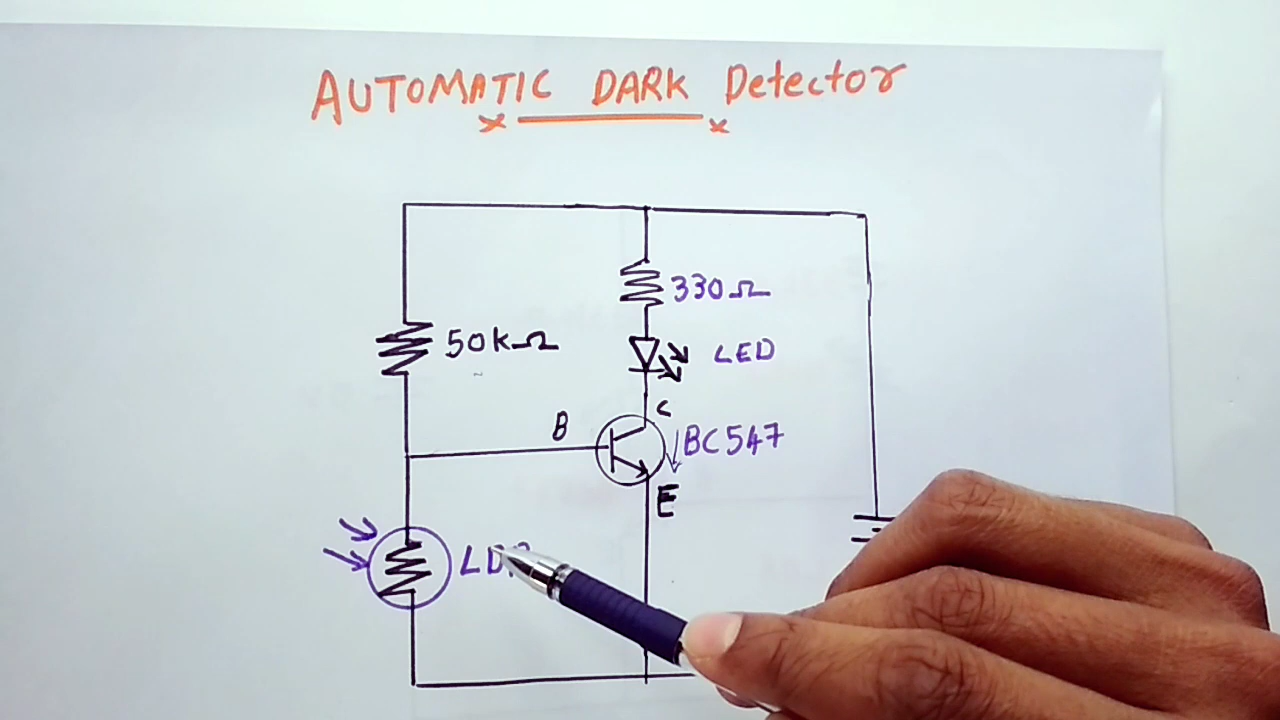 AUTOMATIC DARK Detector
330Ω
50kΩ
LED
C
B
BC547
E